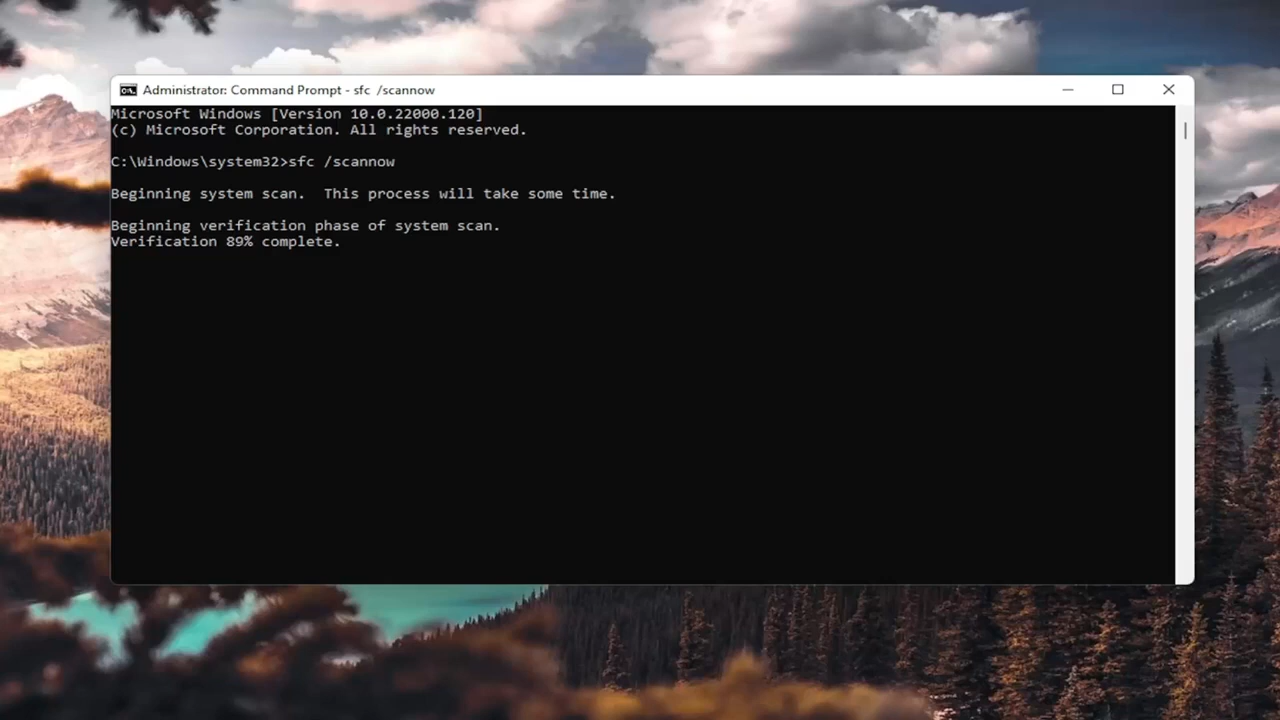 Administrator: Command Prompt - sfc  /scannow
Microsoft Windows [Version 10.0.22000.120]
(c) Microsoft Corporation. All rights reserved.
C:\Windows\system32>sfc /scannow
Beginning system scan.  This process will take some time.
Beginning verification phase of system scan.
Verification 89% complete.